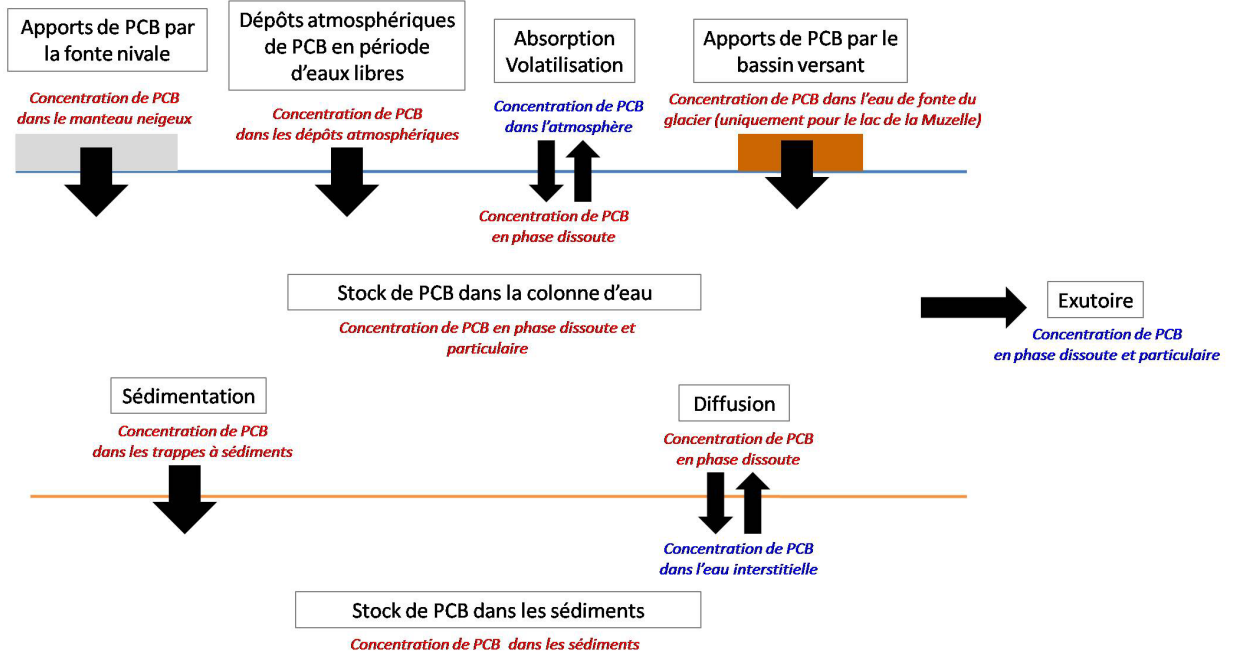 Apports de PCB par
la fonte nivale
Concentration de PCB
dans le manteau neigeux
Dépôts atmosphériques
de PCB en période
d'eaux libres
Concentration de PCB
dans les dépôts atmosphériques
Absorption
Volatilisation
Concentration de PCB
dans l'atmosphère
Concentration de PCB
en phase dissoute
Apports de PCB par le
bassin versant
Concentration de PCB dans l'eau de fonte du
glacier (uniquement pour le lac de la Muzelle)
Stock de PCB dans la colonne d'eau
Concentration de PCB en phase dissoute et
particulaire
Exutoire
Concentration de PCB
en phase dissoute et particulaire
Sédimentation
Concentration de PCB
dans les trappes à sédiments
Diffusion
Concentration de PCB
en phase dissoute
Concentration de PCB
dans l'eau interstitielle
Stock de PCB dans les sédiments
Concentration de PCB dans les sédiments